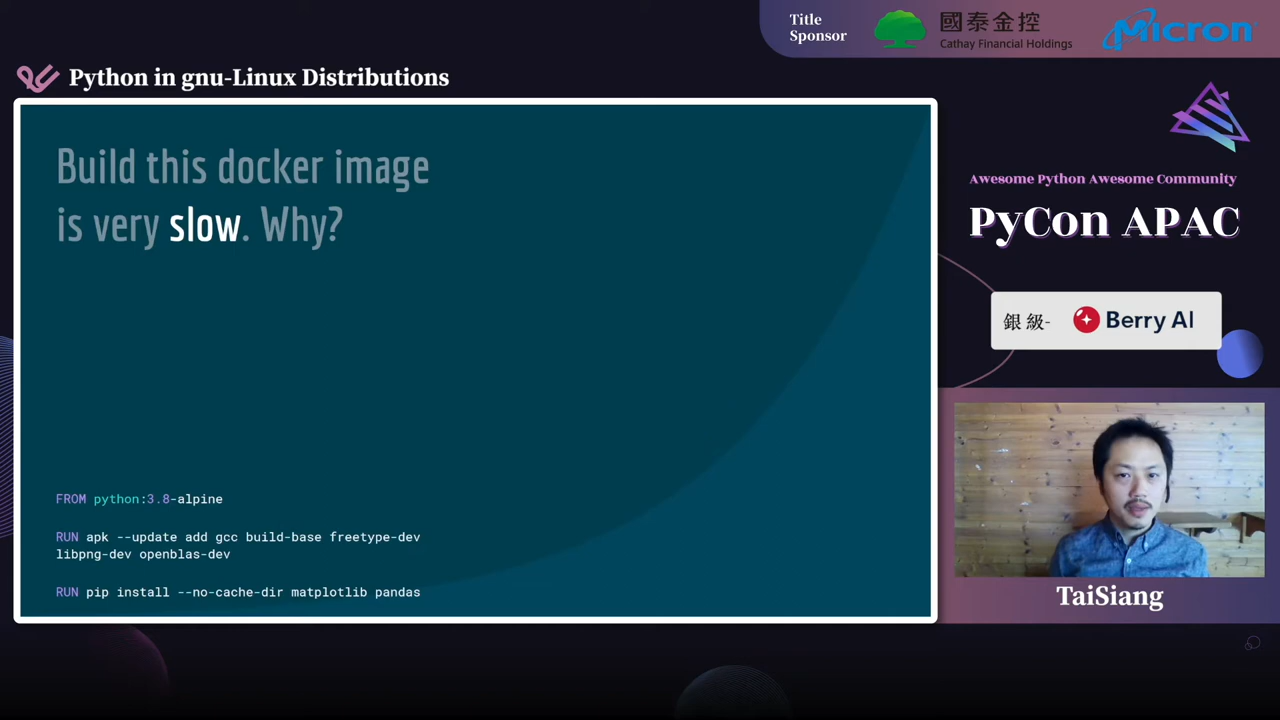 Title
Sponsor
國泰金控
Cathay Financial Holdings
Micron
Python in gnu-Linux Distributions
Build this docker image
is very slow. Why?
FROM python:3.8-alpine
RUN apk --update add gcc build-base freetype-dev
libpng-dev openblas-dev
RUN pip install --no-cache-dir matplotlib pandas
Awesome Python Awesome Community
PyCon APAC
銀級-
Berry AI
TaiSiang